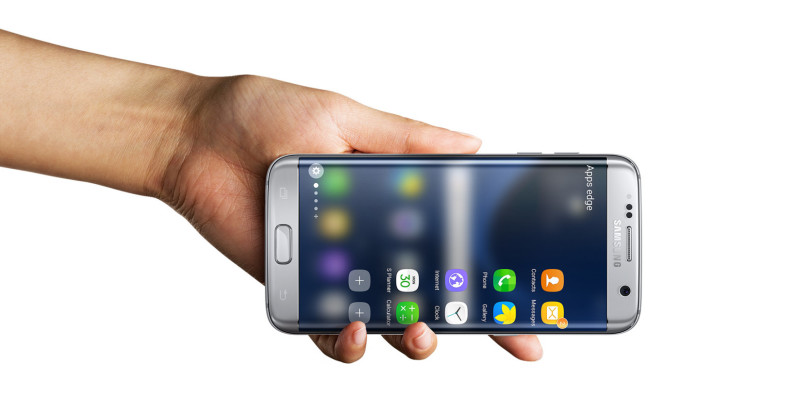 Apps edge
SAMSUNG
Contacts
Messages
Phone
Gallery
Internet
Clock
30
S Planner
Calculator